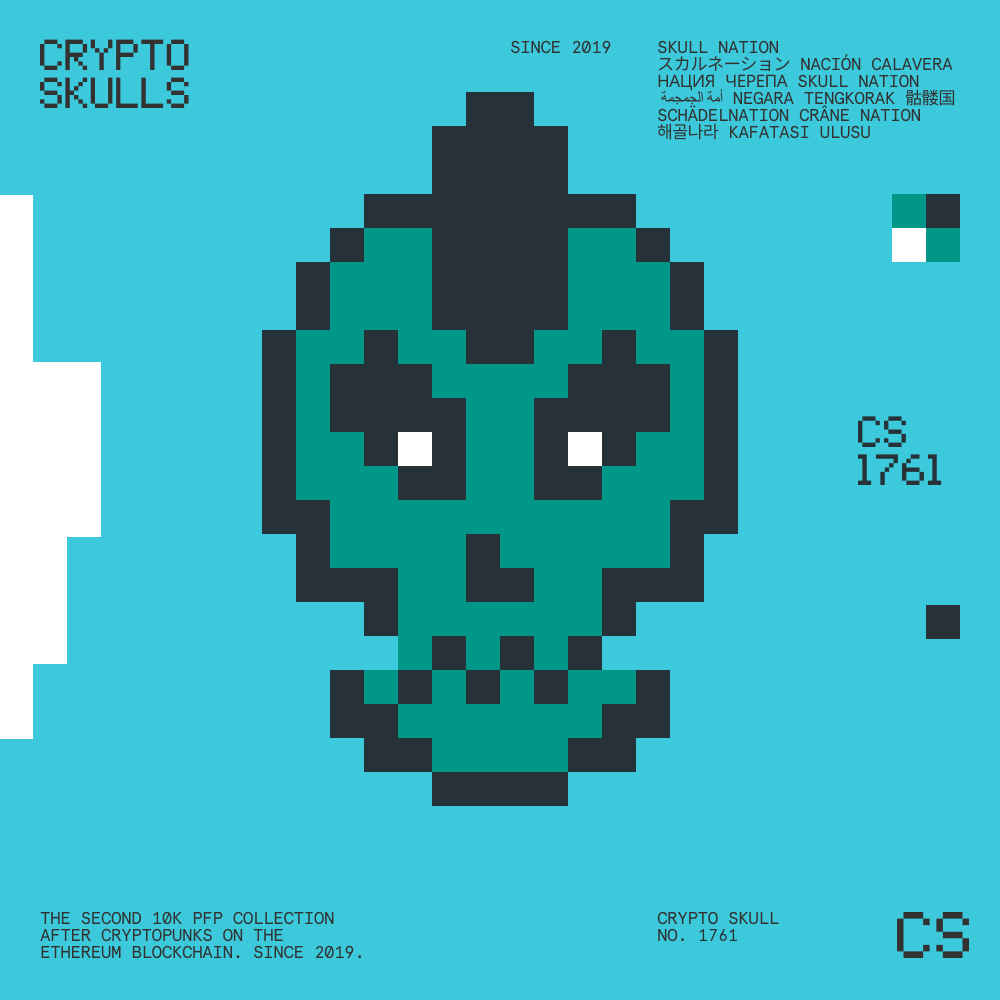 CRYPTO
SKULLS
SINCE 2019
SKULL NATION
スカルネーション NACIÓN CALAVERA
НАЦИЯ ЧЕРЕПА SKULL NATION
أمة الجمجمة NEGARA TENGKORAK 骷髅国
SCHÄDELNATION CRÂNE NATION
해골나라 KAFATASI ULUSU
CS
1761
THE SECOND 10K PFP COLLECTION
AFTER CRYPTOPUNKS ON THE
ETHEREUM BLOCKCHAIN. SINCE 2019.
CRYPTO SKULL
NO. 1761
CS